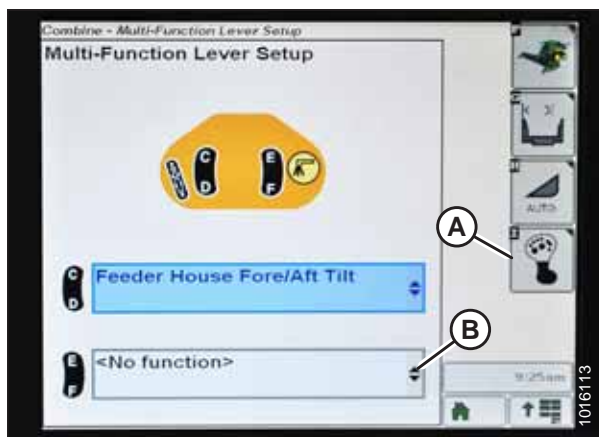 Combine - Multi-Function Lever Setup
Multi-Function Lever Setup
C
D
E
F
AUTO
A
C
D
Feeder House Fore/Aft Tilt
B
E
F
<No function>
9:25am
1016113